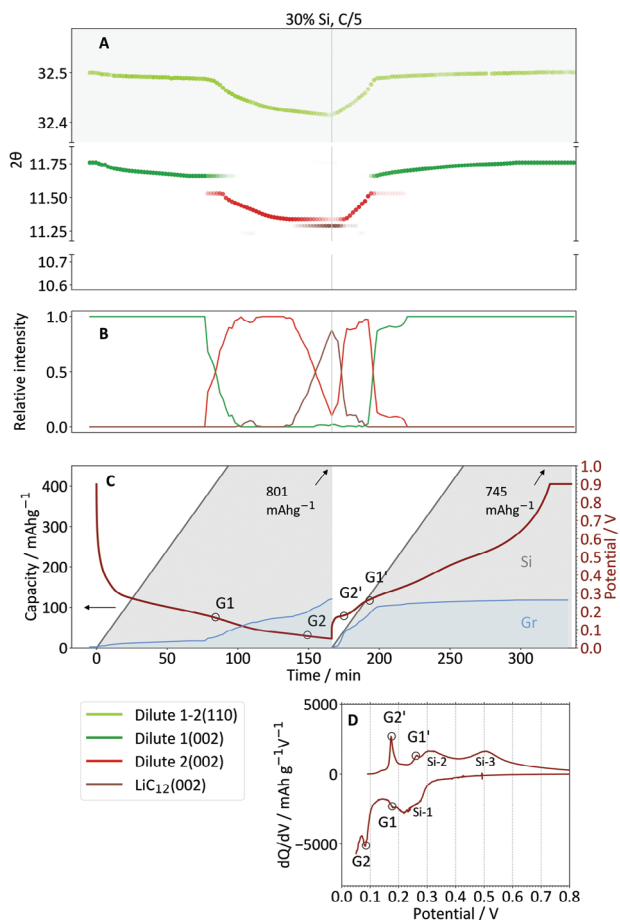 30% Si, C/5
A
32.5
32.4
2θ
11.75
11.50
11.25
10.7
10.6
B
Relative intensity
1.0
0.5
0.0
C
Capacity / mAhg⁻¹
400
300
200
100
0
801
mAhg⁻¹
745
mAhg⁻¹
G1
G2
G2'
G1'
Si
Gr
1.0
0.9
0.8
0.7
0.6
0.5
0.4
0.3
0.2
0.1
0.0
Potential / V
0 50 100 150 200 250 300
Time / min
Dilute 1-2(110)
Dilute 1(002)
Dilute 2(002)
LiC₁₂(002)
D
dQ/dV / mAh g⁻¹V⁻¹
5000
0
−5000
G2'
G1'
Si-2
Si-3
G1
Si-1
G2
0.0 0.1 0.2 0.3 0.4 0.5 0.6 0.7 0.8
Potential / V